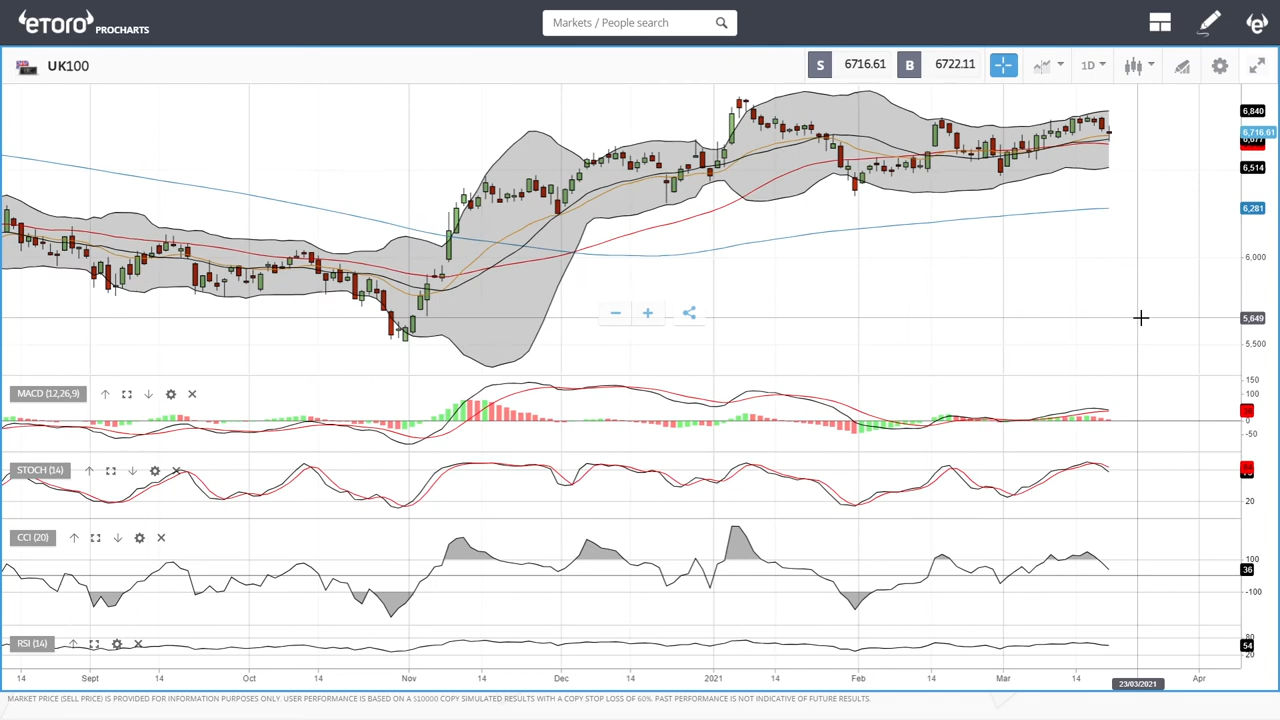 eToro PROCHARTS
Markets / People search
UK100
S 6716.61 B 6722.11 1D
6,840
6,716.61
6,514
6,281
6,000
5,649
5,500
MACD (12,26,9)
150
100
0
-50
STOCH (14)
20
CCI (20)
100
36
-100
RSI (14)
80
54
20
14 Sept 14 Oct 14 Nov 14 Dec 14 2021 14 Feb 14 Mar 14 Apr
23/03/2021
MARKET PRICE (SELL PRICE) IS PROVIDED FOR INFORMATION PURPOSES ONLY. USER PERFORMANCE IS BASED ON A $10000 COPY SIMULATED RESULTS WITH A COPY STOP LOSS OF 60%. PAST PERFORMANCE IS NOT INDICATIVE OF FUTURE RESULTS.